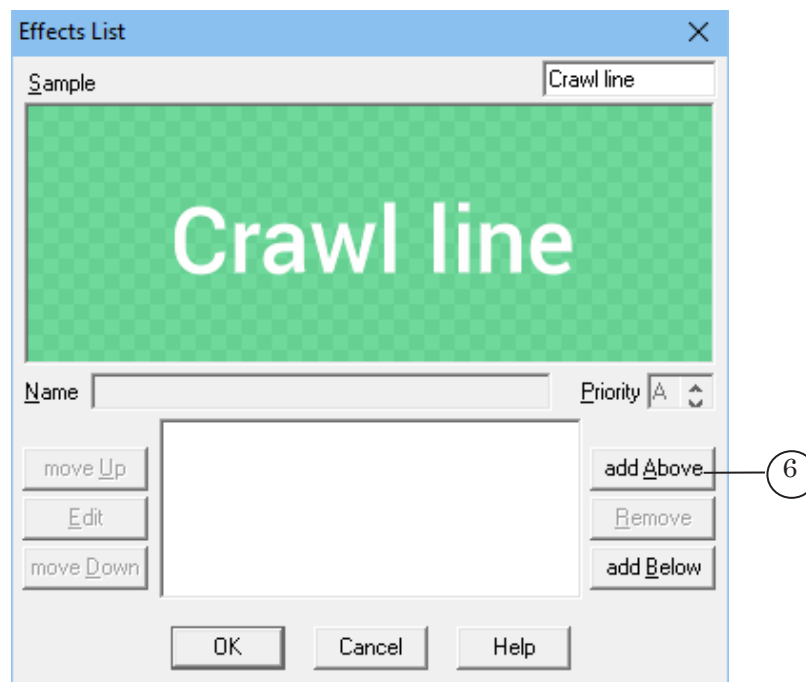 Effects List
Sample Crawl line
Crawl line
Name Priority A
move Up add Above 6
Edit Remove
move Down add Below
OK Cancel Help